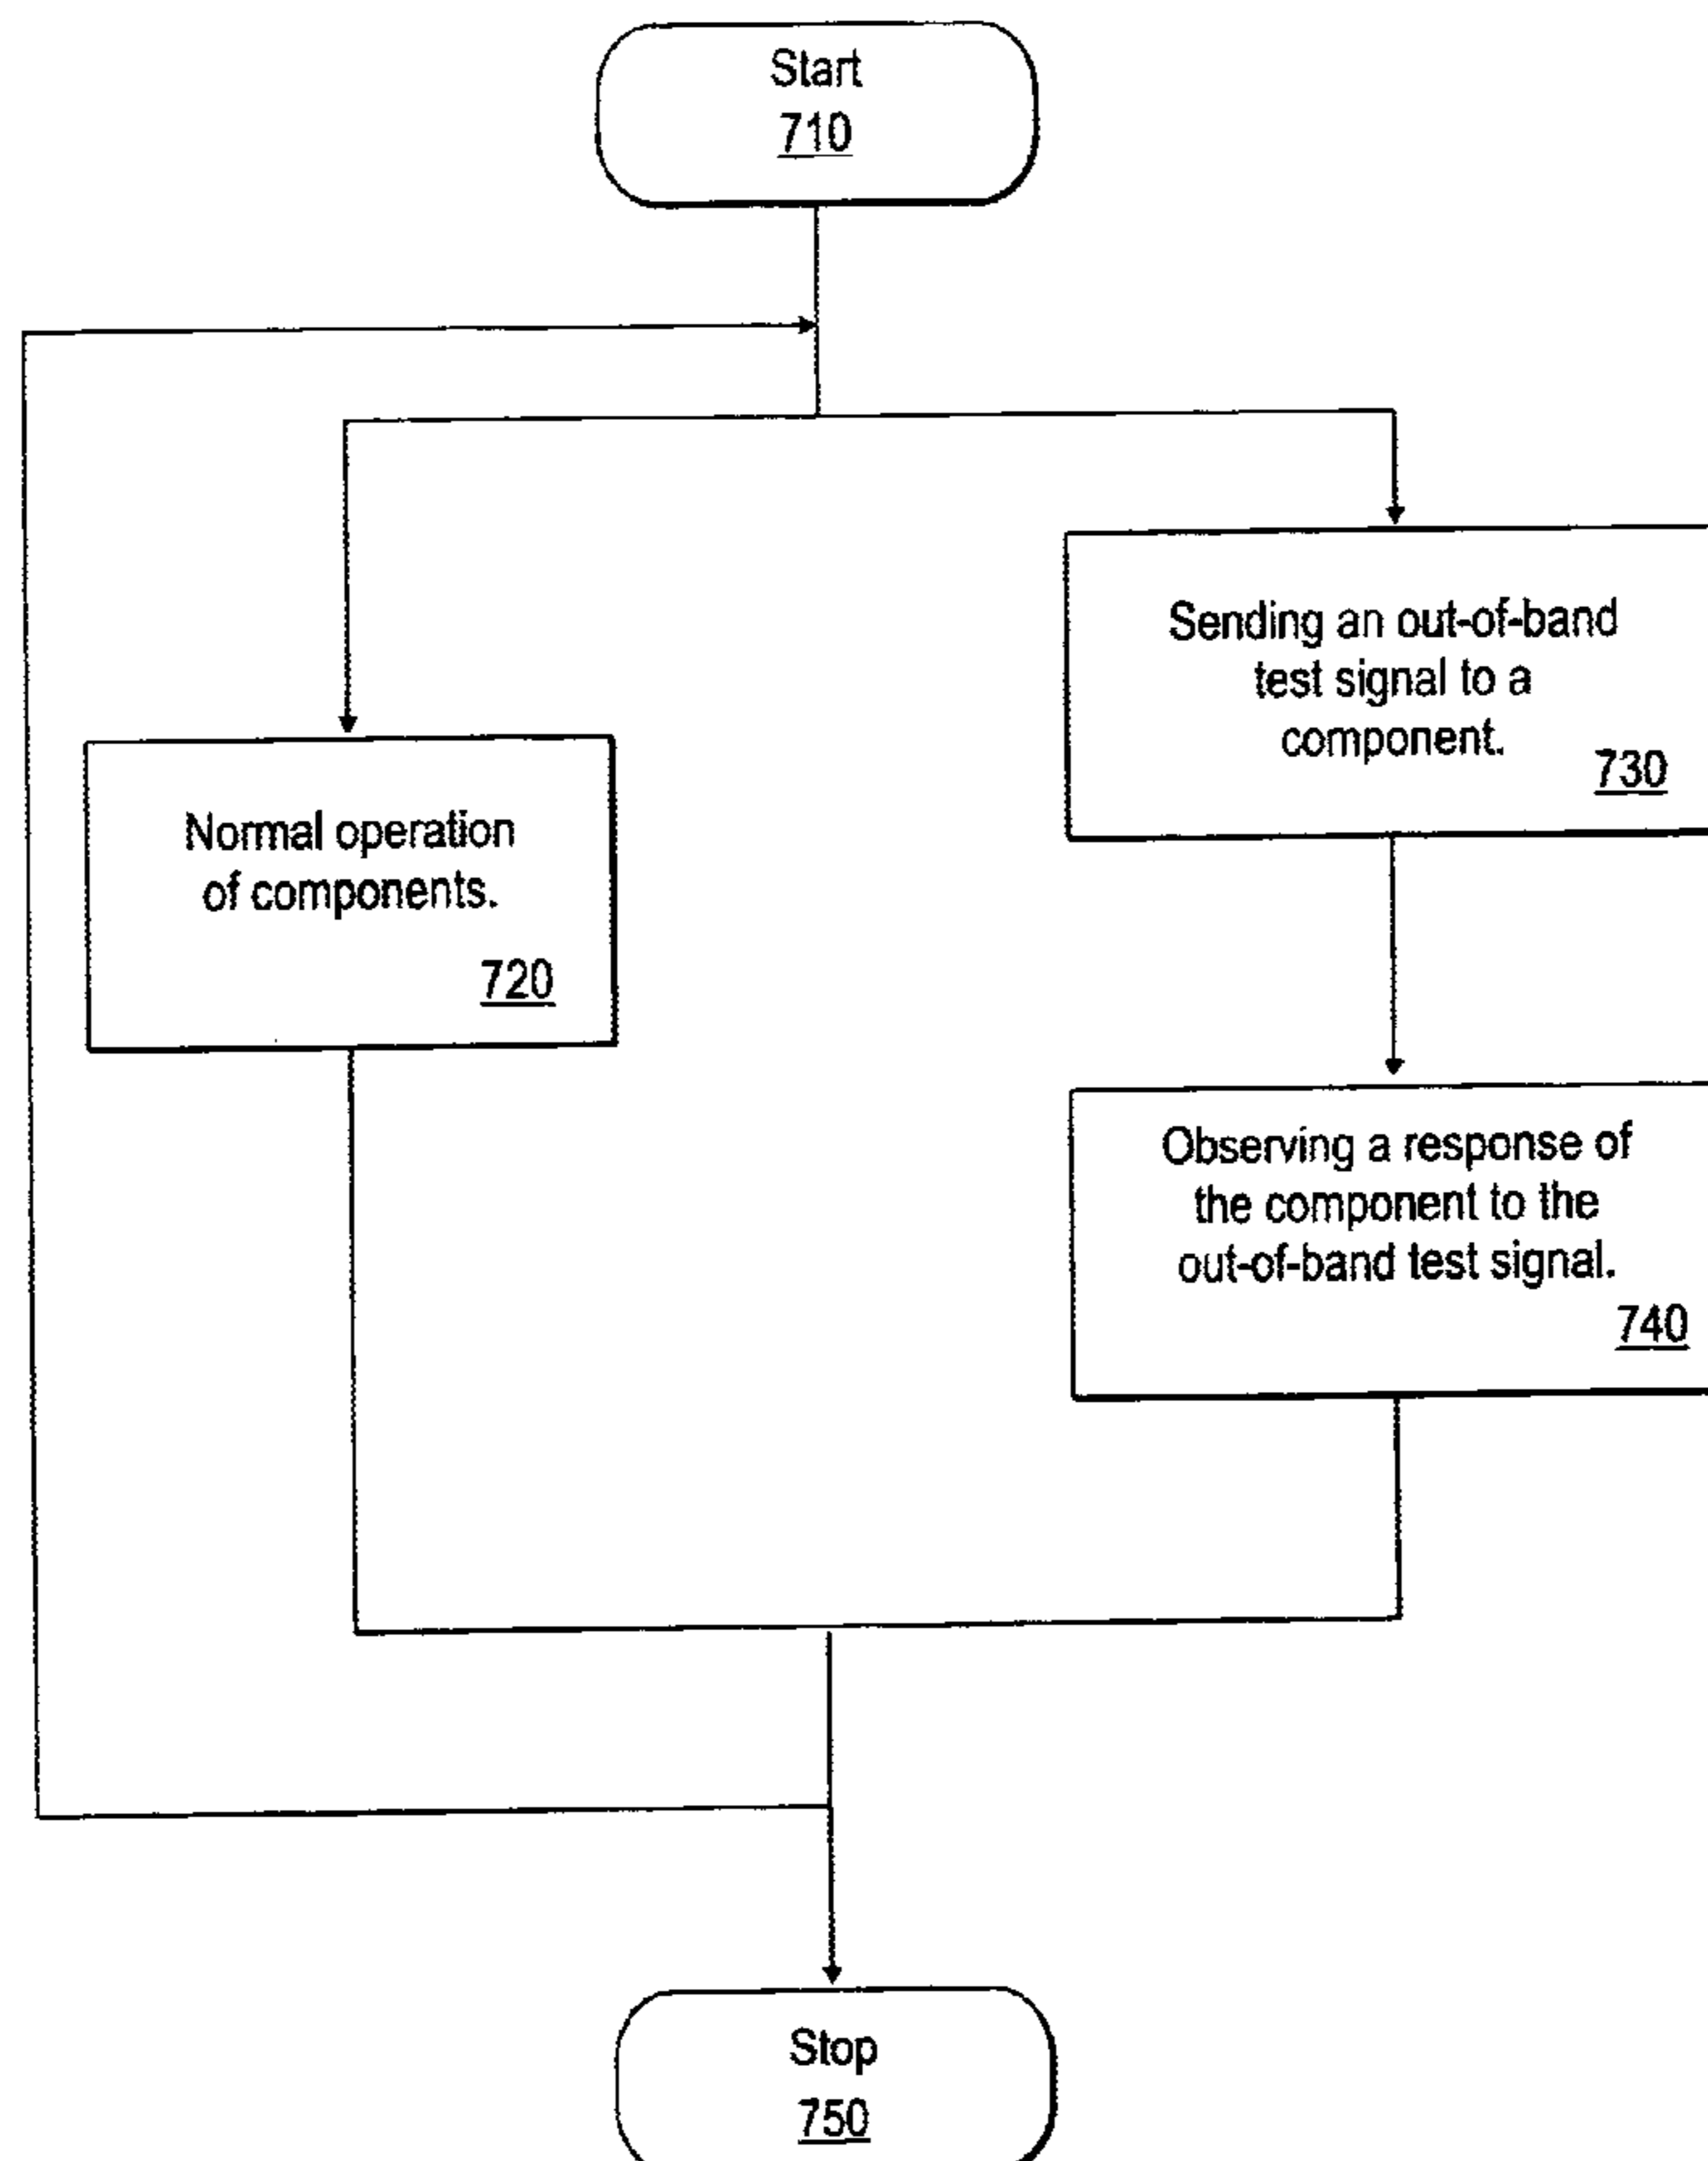 Start
710
Sending an out-of-band
test signal to a
component.
730
Normal operation
of components.
720
Observing a response of
the component to the
out-of-band test signal.
740
Stop
750